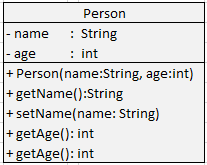 Person
- name : String
- age : int
+ Person(name:String, age:int)
+ getName():String
+ setName(name: String)
+ getAge(): int
+ getAge(): int